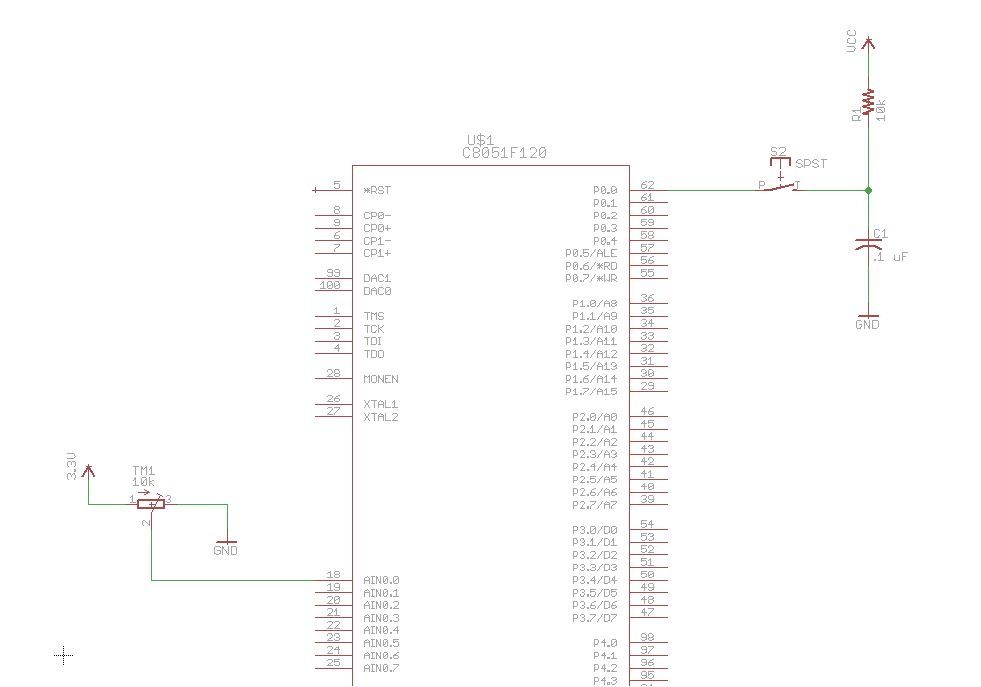 VCC
R1
10k
U$1
C8051F120
S2
SPST
P
T
C1
.1 uF
GND
5 *RST
8 CP0-
9 CP0+
6 CP1-
7 CP1+
99 DAC1
100 DAC0
1 TMS
2 TCK
3 TDI
4 TDO
28 MONEN
26 XTAL1
27 XTAL2
P0.0 62
P0.1 61
P0.2 60
P0.3 59
P0.4 58
P0.5/ALE 57
P0.6/*RD 56
P0.7/*WR 55
P1.0/A8 36
P1.1/A9 35
P1.2/A10 34
P1.3/A11 33
P1.4/A12 32
P1.5/A13 31
P1.6/A14 30
P1.7/A15 29
P2.0/A0 46
P2.1/A1 45
P2.2/A2 44
P2.3/A3 43
P2.4/A4 42
P2.5/A5 41
P2.6/A6 40
P2.7/A7 39
P3.0/D0 54
P3.1/D1 53
P3.2/D2 52
P3.3/D3 51
P3.4/D4 50
P3.5/D5 49
P3.6/D6 48
P3.7/D7 47
P4.0 98
P4.1 97
P4.2 96
P4.3 95
3.3V
TM1
10k
1
3
2
GND
18 AIN0.0
19 AIN0.1
20 AIN0.2
21 AIN0.3
22 AIN0.4
23 AIN0.5
24 AIN0.6
25 AIN0.7